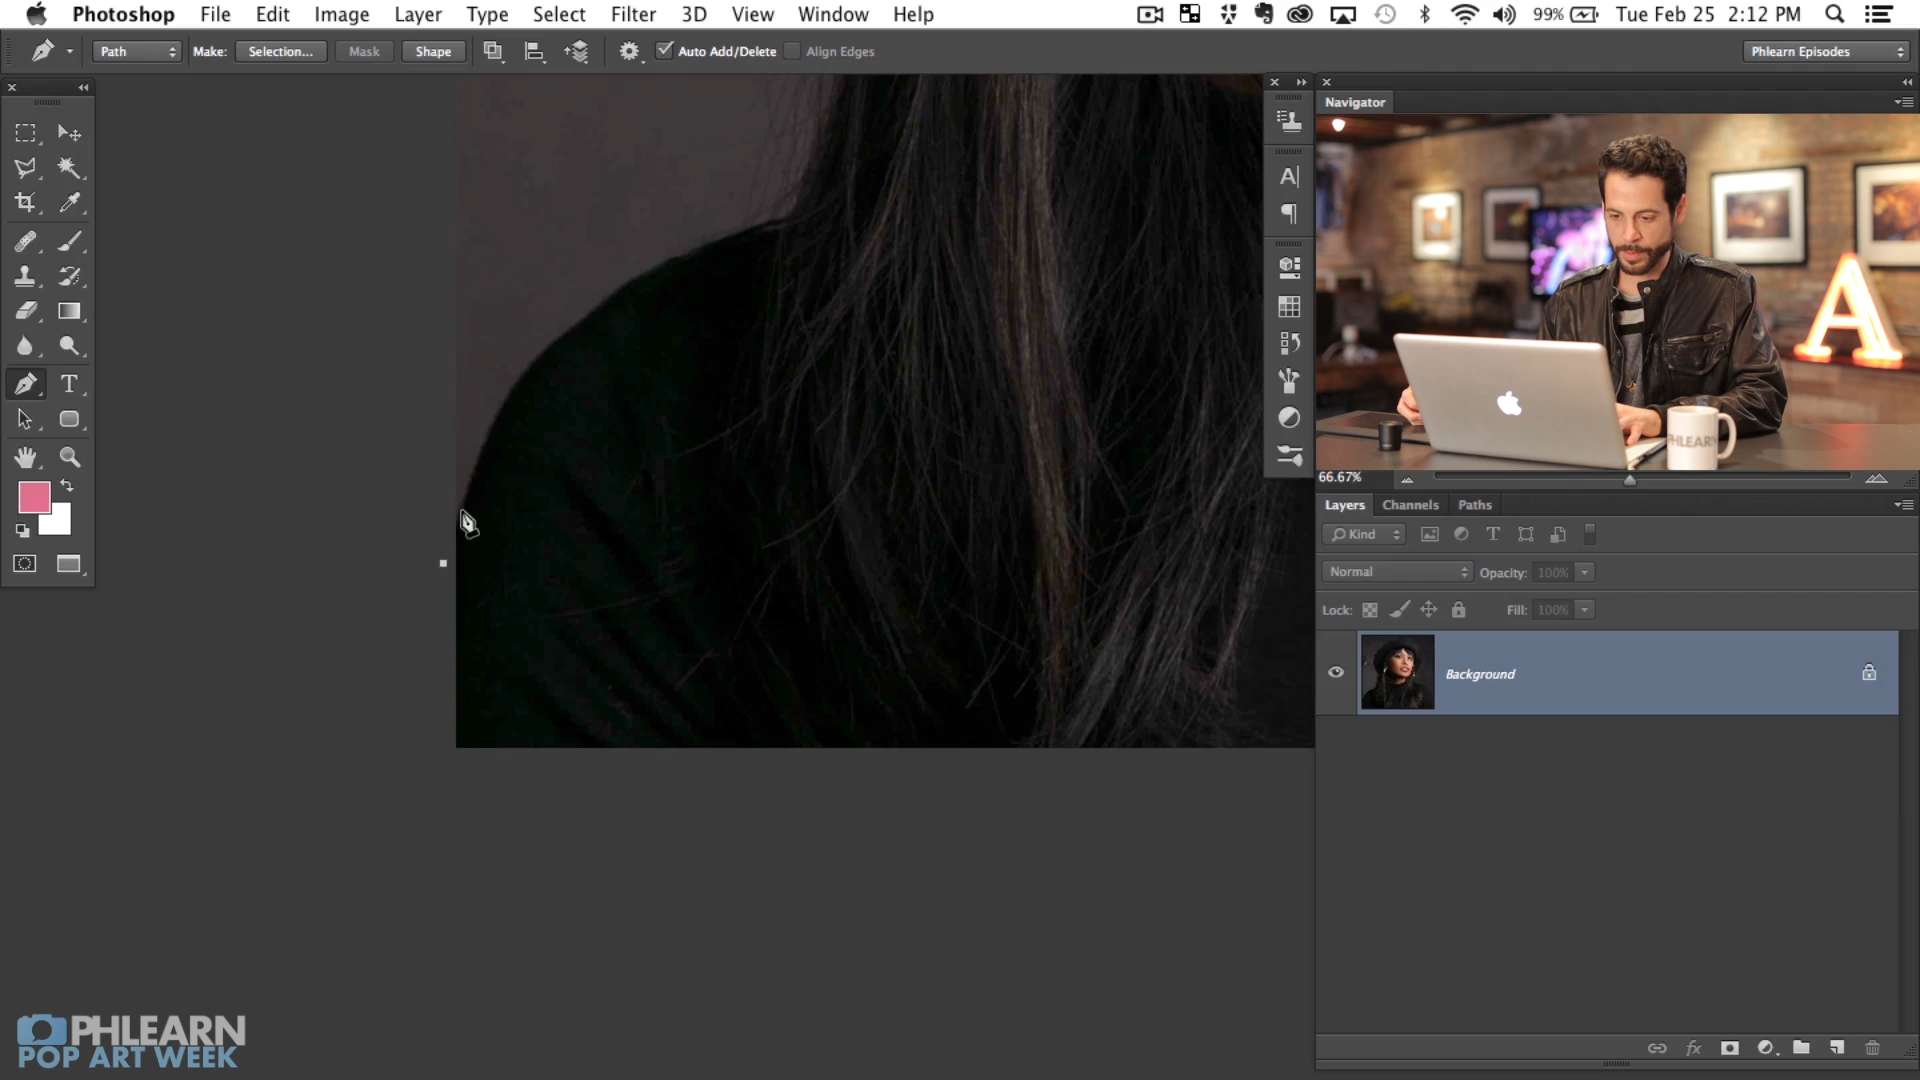 Photoshop File Edit Image Layer Type Select Filter 3D View Window Help 99% Tue Feb 25 2:12 PM
Path Make: Selection... Mask Shape Auto Add/Delete Align Edges Phlearn Episodes
Navigator
A
PHLEARN
66.67%
Layers Channels Paths
Kind
Normal Opacity: 100%
Lock: Fill: 100%
Background
PHLEARN
POP ART WEEK